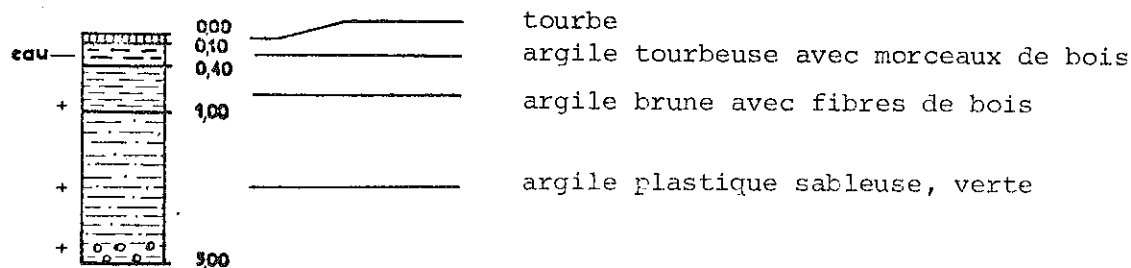 0,00 tourbe
0,10
eau argile tourbeuse avec morceaux de bois
0,40
+ argile brune avec fibres de bois
1,00
+ argile plastique sableuse, verte
+
3,00